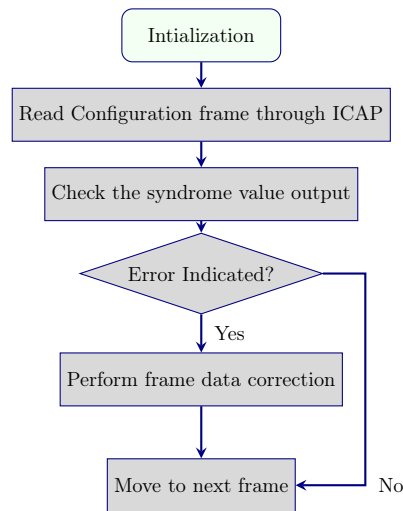 Intialization
Read Configuration frame through ICAP
Check the syndrome value output
Error Indicated?
Yes
Perform frame data correction
Move to next frame
No